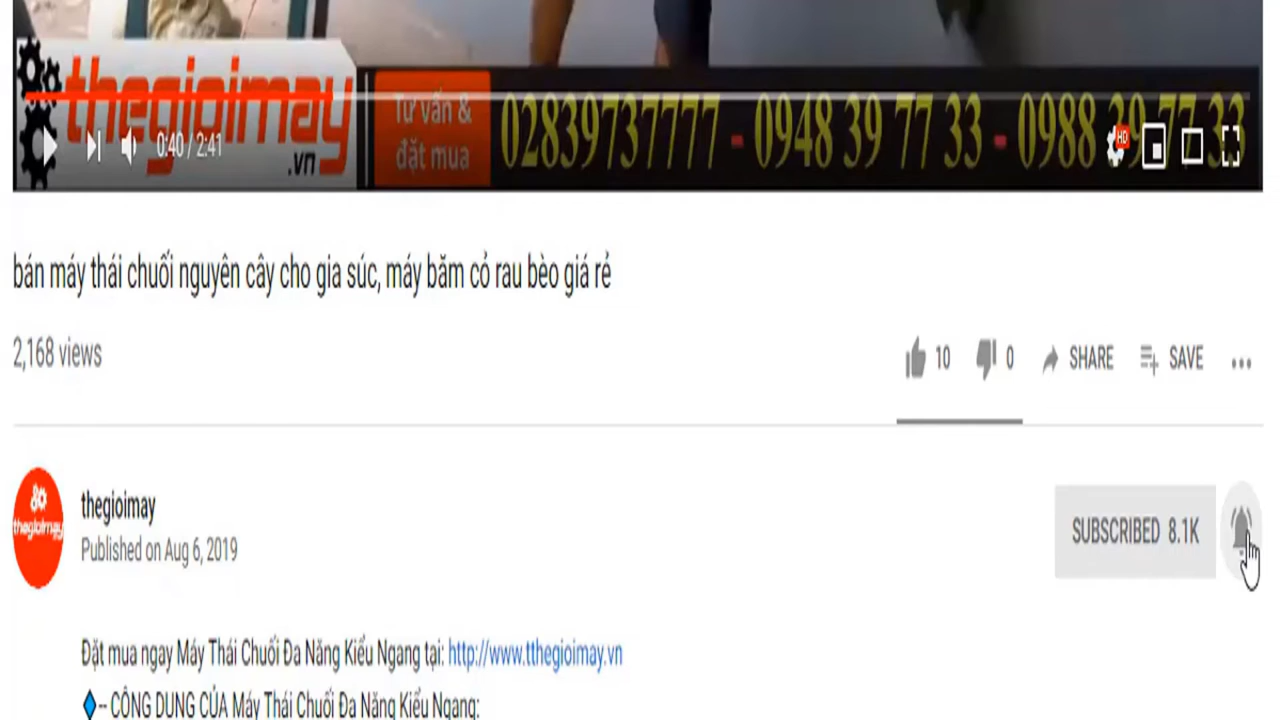 thegioimay
.vn
Tư vấn &
đặt mua
02839737777 - 0948 39 77 33 - 0988 39 77 33
0:40 / 2:41
HD
bán máy thái chuối nguyên cây cho gia súc, máy băm cỏ rau bèo giá rẻ
2,168 views
10 0 SHARE SAVE
thegioimay
thegioimay
Published on Aug 6, 2019
SUBSCRIBED 8.1K
Đặt mua ngay Máy Thái Chuối Đa Năng Kiểu Ngang tại: http://www.tthegioimay.vn
-- CÔNG DỤNG CỦA Máy Thái Chuối Đa Năng Kiểu Ngang: